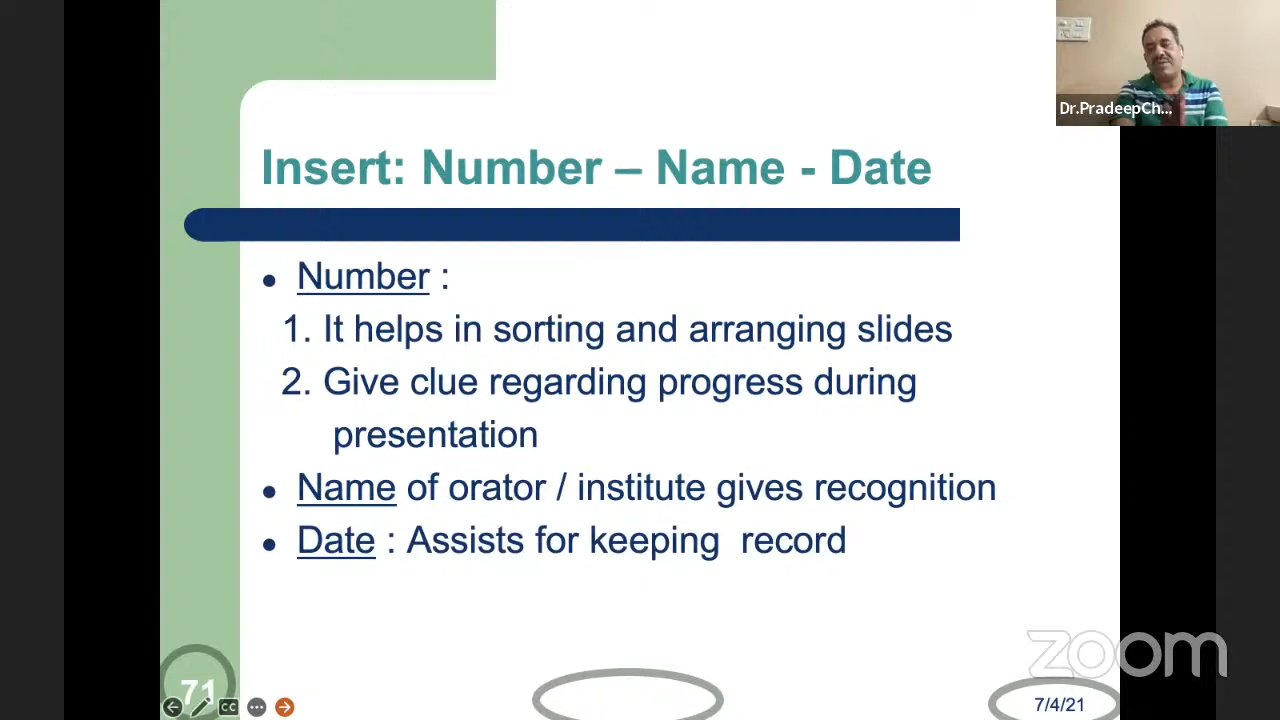 Dr.PradeepCh...
Insert: Number – Name - Date
• Number :
1. It helps in sorting and arranging slides
2. Give clue regarding progress during
presentation
• Name of orator / institute gives recognition
• Date : Assists for keeping record
zoom
71
CC
7/4/21